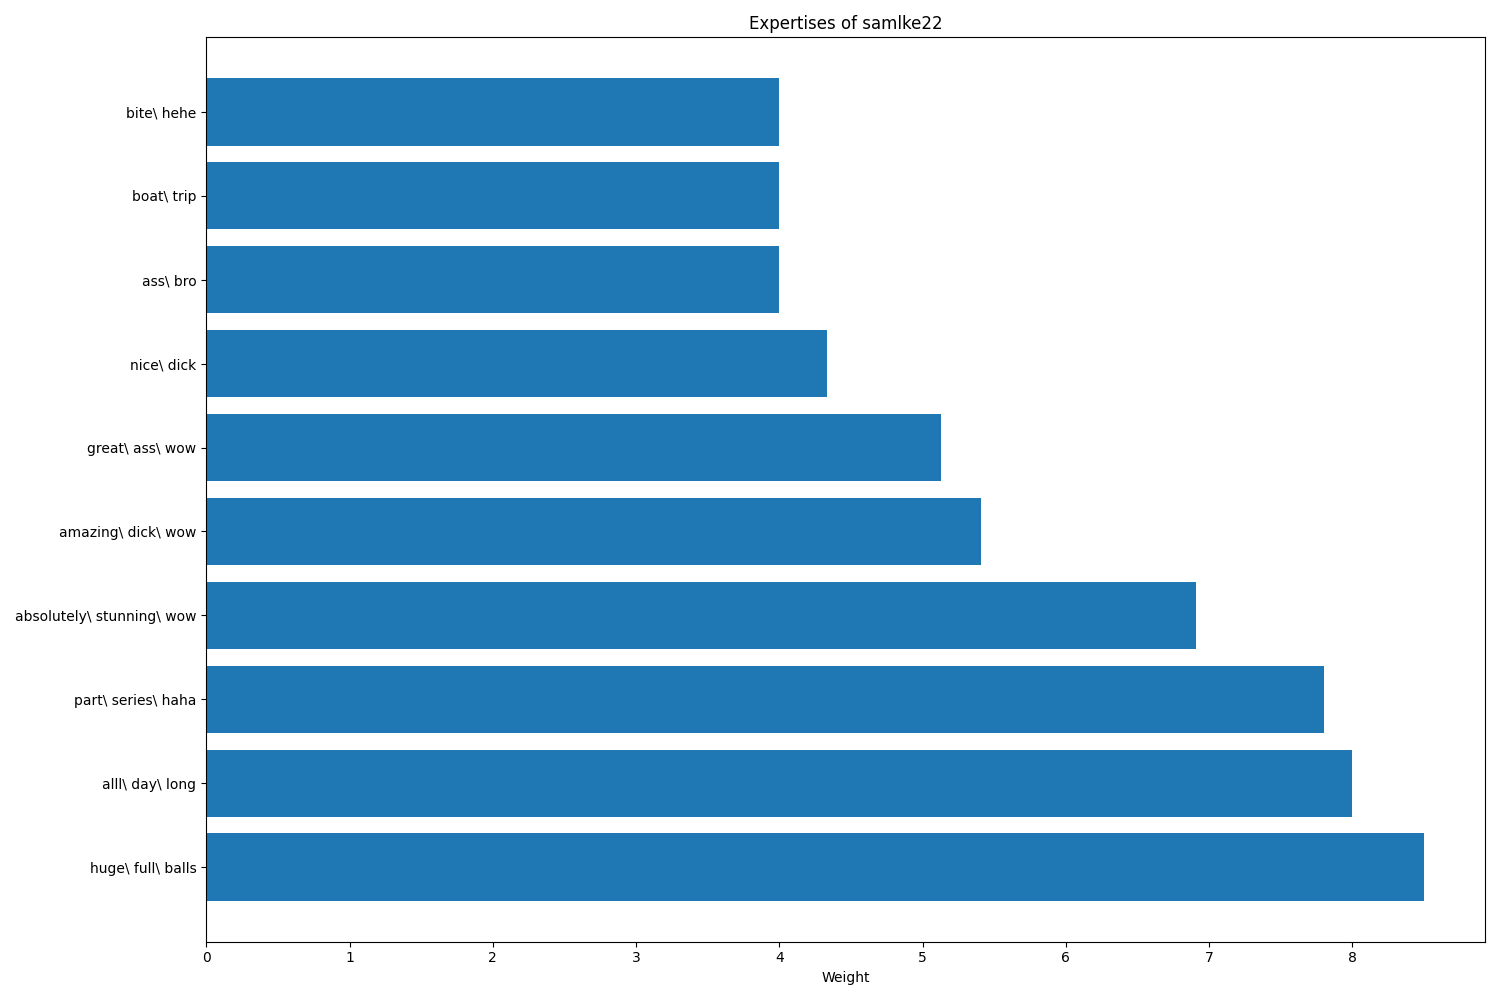 Expertises of samlke22
bite\ hehe
boat\ trip
ass\ bro
nice\ dick
great\ ass\ wow
amazing\ dick\ wow
absolutely\ stunning\ wow
part\ series\ haha
alll\ day\ long
huge\ full\ balls
0 1 2 3 4 5 6 7 8
Weight